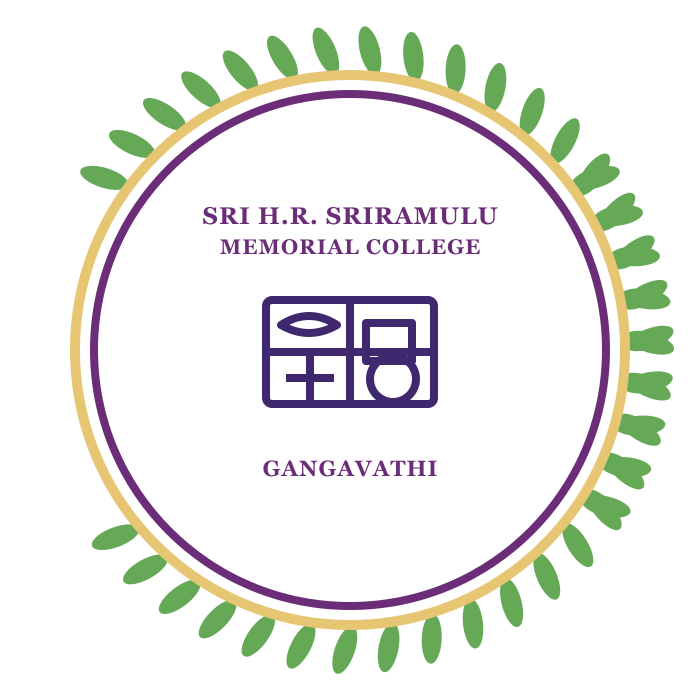 SRI H.R. SRIRAMULU
MEMORIAL COLLEGE
GANGAVATHI